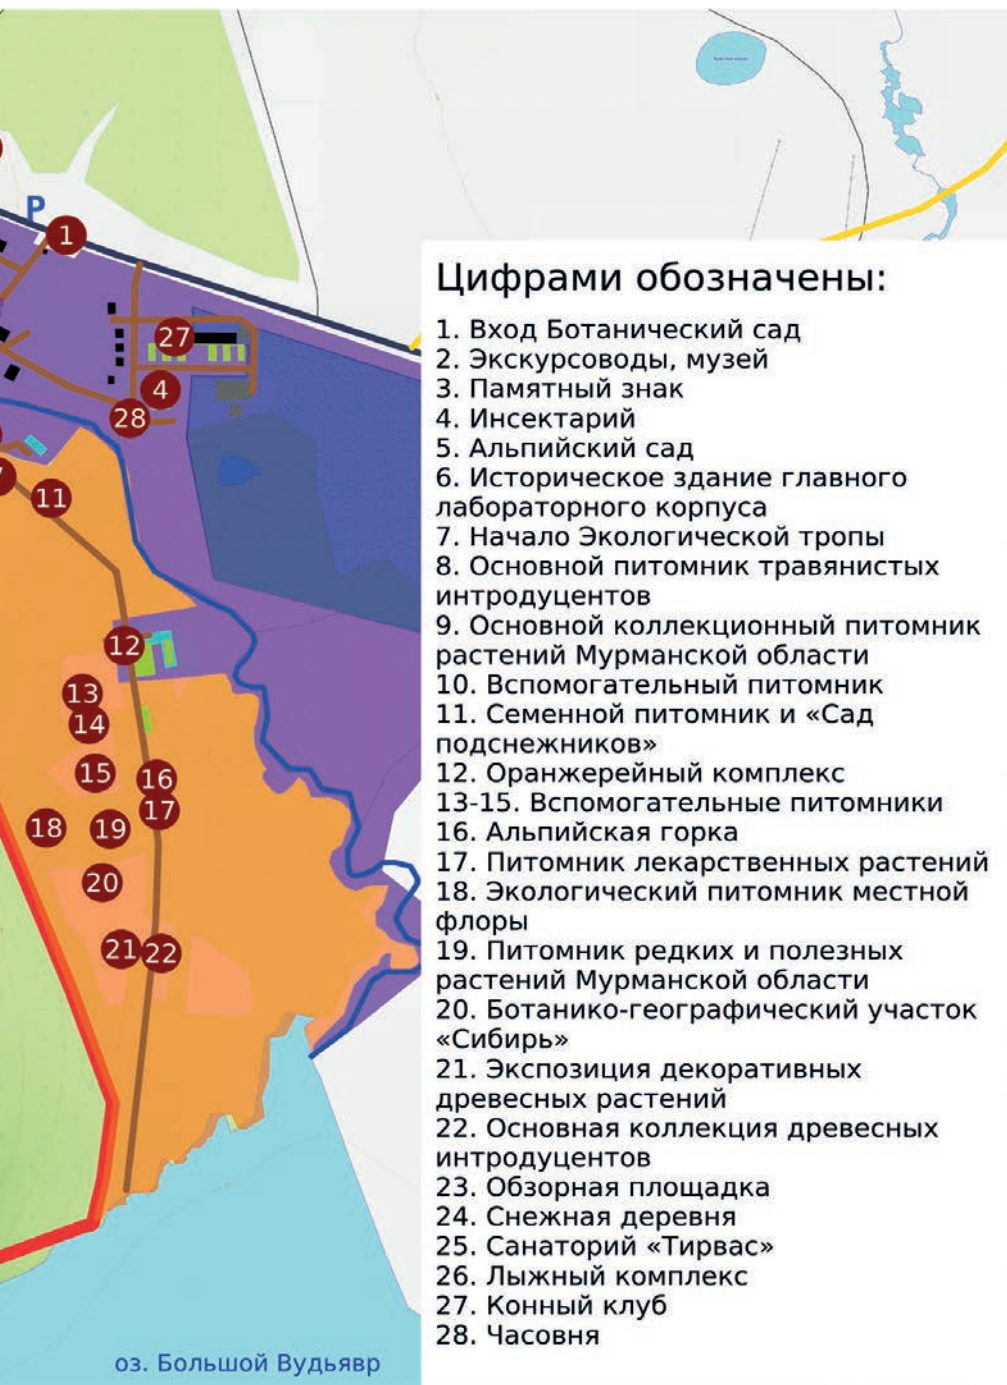 P
1
27
4
28
7
11
12
13
14
15
16
17
18
19
20
21
22
оз. Большой Вудъявр
Цифрами обозначены:
1. Вход Ботанический сад
2. Экскурсоводы, музей
3. Памятный знак
4. Инсектарий
5. Альпийский сад
6. Историческое здание главного
лабораторного корпуса
7. Начало Экологической тропы
8. Основной питомник травянистых
интродуцентов
9. Основной коллекционный питомник
растений Мурманской области
10. Вспомогательный питомник
11. Семенной питомник и «Сад
подснежников»
12. Оранжерейный комплекс
13-15. Вспомогательные питомники
16. Альпийская горка
17. Питомник лекарственных растений
18. Экологический питомник местной
флоры
19. Питомник редких и полезных
растений Мурманской области
20. Ботанико-географический участок
«Сибирь»
21. Экспозиция декоративных
древесных растений
22. Основная коллекция древесных
интродуцентов
23. Обзорная площадка
24. Снежная деревня
25. Санаторий «Тирвас»
26. Лыжный комплекс
27. Конный клуб
28. Часовня